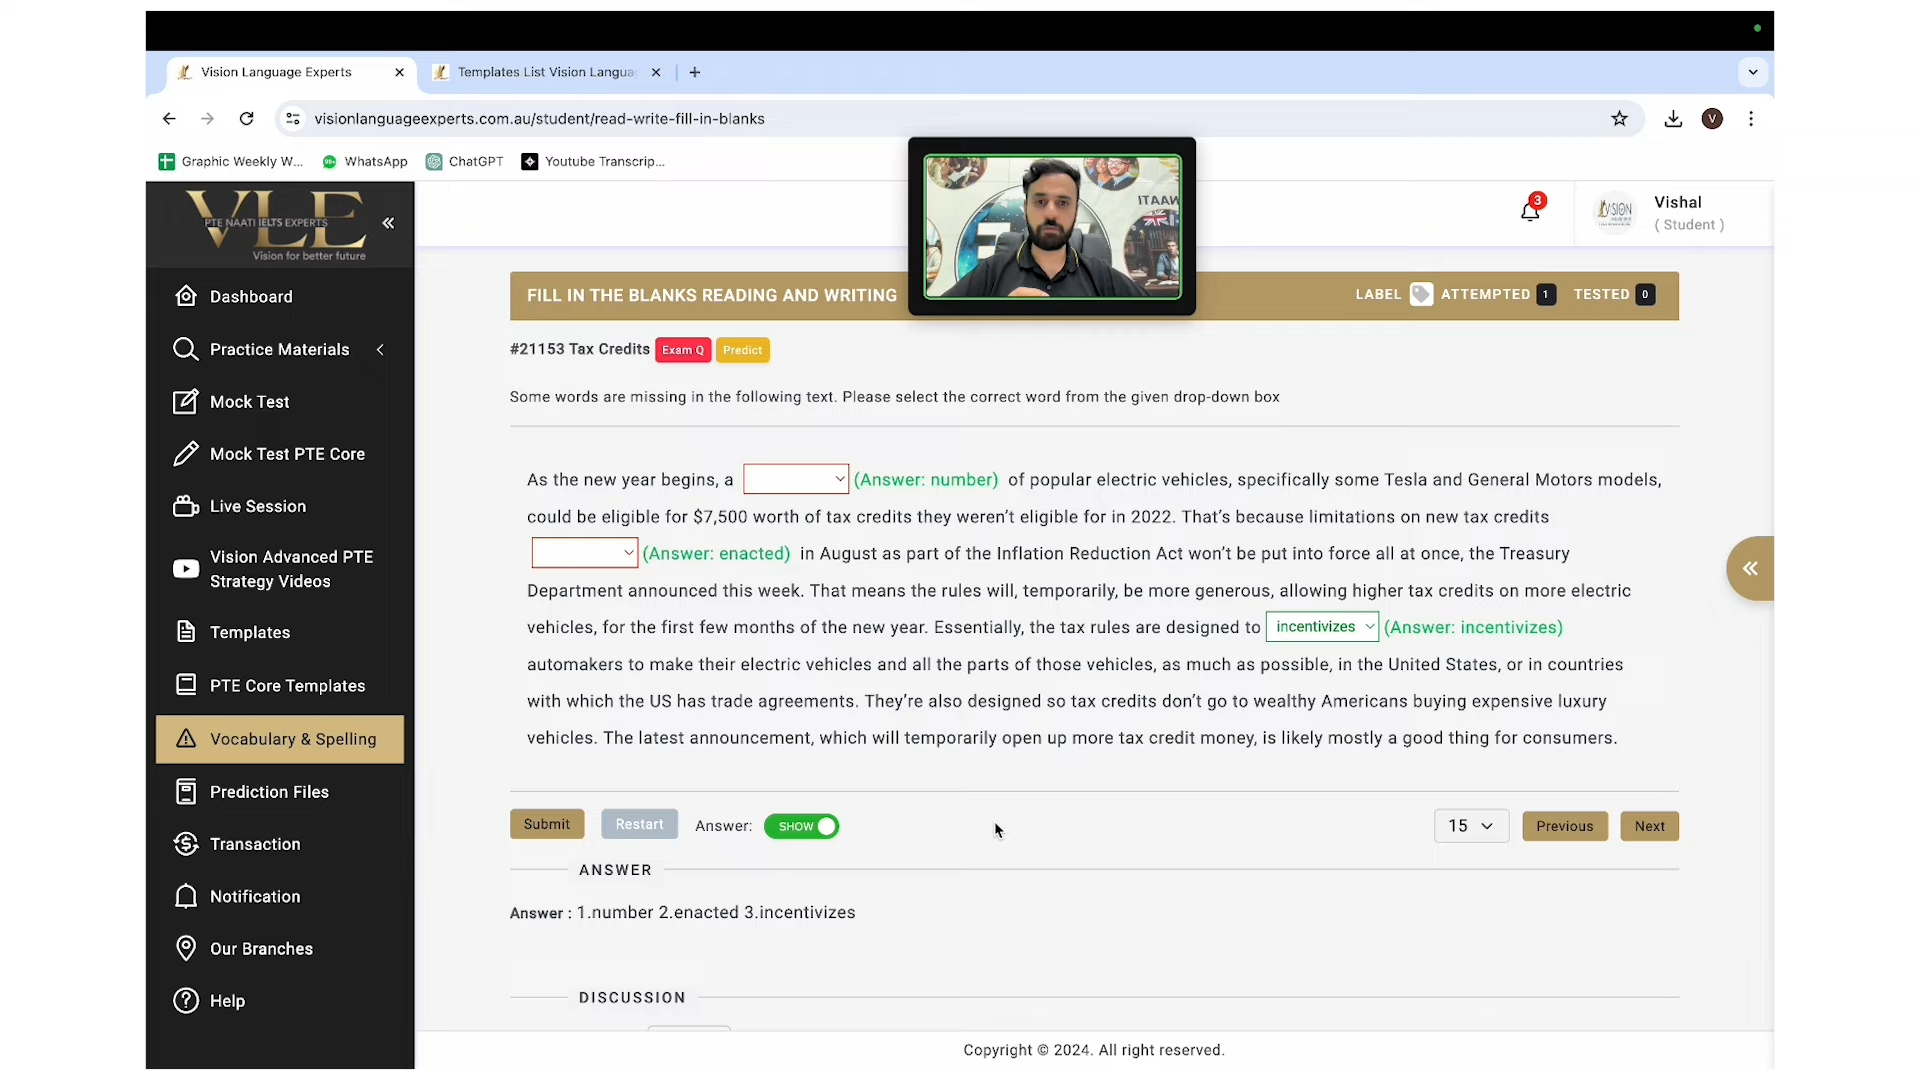 Vision Language Experts
Templates List Vision Langua
visionlanguageexperts.com.au/student/read-write-fill-in-blanks
V
Graphic Weekly W...
WhatsApp
ChatGPT
Youtube Transcrip...
VLE
PTE NAATI IELTS EXPERTS
Vision for better future
ITAAN
3
VISION
Vishal
( Student )
Dashboard
Practice Materials
Mock Test
Mock Test PTE Core
Live Session
Vision Advanced PTE
Strategy Videos
Templates
PTE Core Templates
Vocabulary & Spelling
Prediction Files
Transaction
Notification
Our Branches
Help
FILL IN THE BLANKS READING AND WRITING
LABEL ATTEMPTED 1 TESTED 0
#21153 Tax Credits Exam Q Predict
Some words are missing in the following text. Please select the correct word from the given drop-down box
As the new year begins, a (Answer: number) of popular electric vehicles, specifically some Tesla and General Motors models,
could be eligible for $7,500 worth of tax credits they weren't eligible for in 2022. That's because limitations on new tax credits
(Answer: enacted) in August as part of the Inflation Reduction Act won't be put into force all at once, the Treasury
Department announced this week. That means the rules will, temporarily, be more generous, allowing higher tax credits on more electric
vehicles, for the first few months of the new year. Essentially, the tax rules are designed to incentivizes (Answer: incentivizes)
automakers to make their electric vehicles and all the parts of those vehicles, as much as possible, in the United States, or in countries
with which the US has trade agreements. They're also designed so tax credits don't go to wealthy Americans buying expensive luxury
vehicles. The latest announcement, which will temporarily open up more tax credit money, is likely mostly a good thing for consumers.
Submit Restart Answer: SHOW
15 Previous Next
ANSWER
Answer : 1.number 2.enacted 3.incentivizes
DISCUSSION
Copyright © 2024. All right reserved.